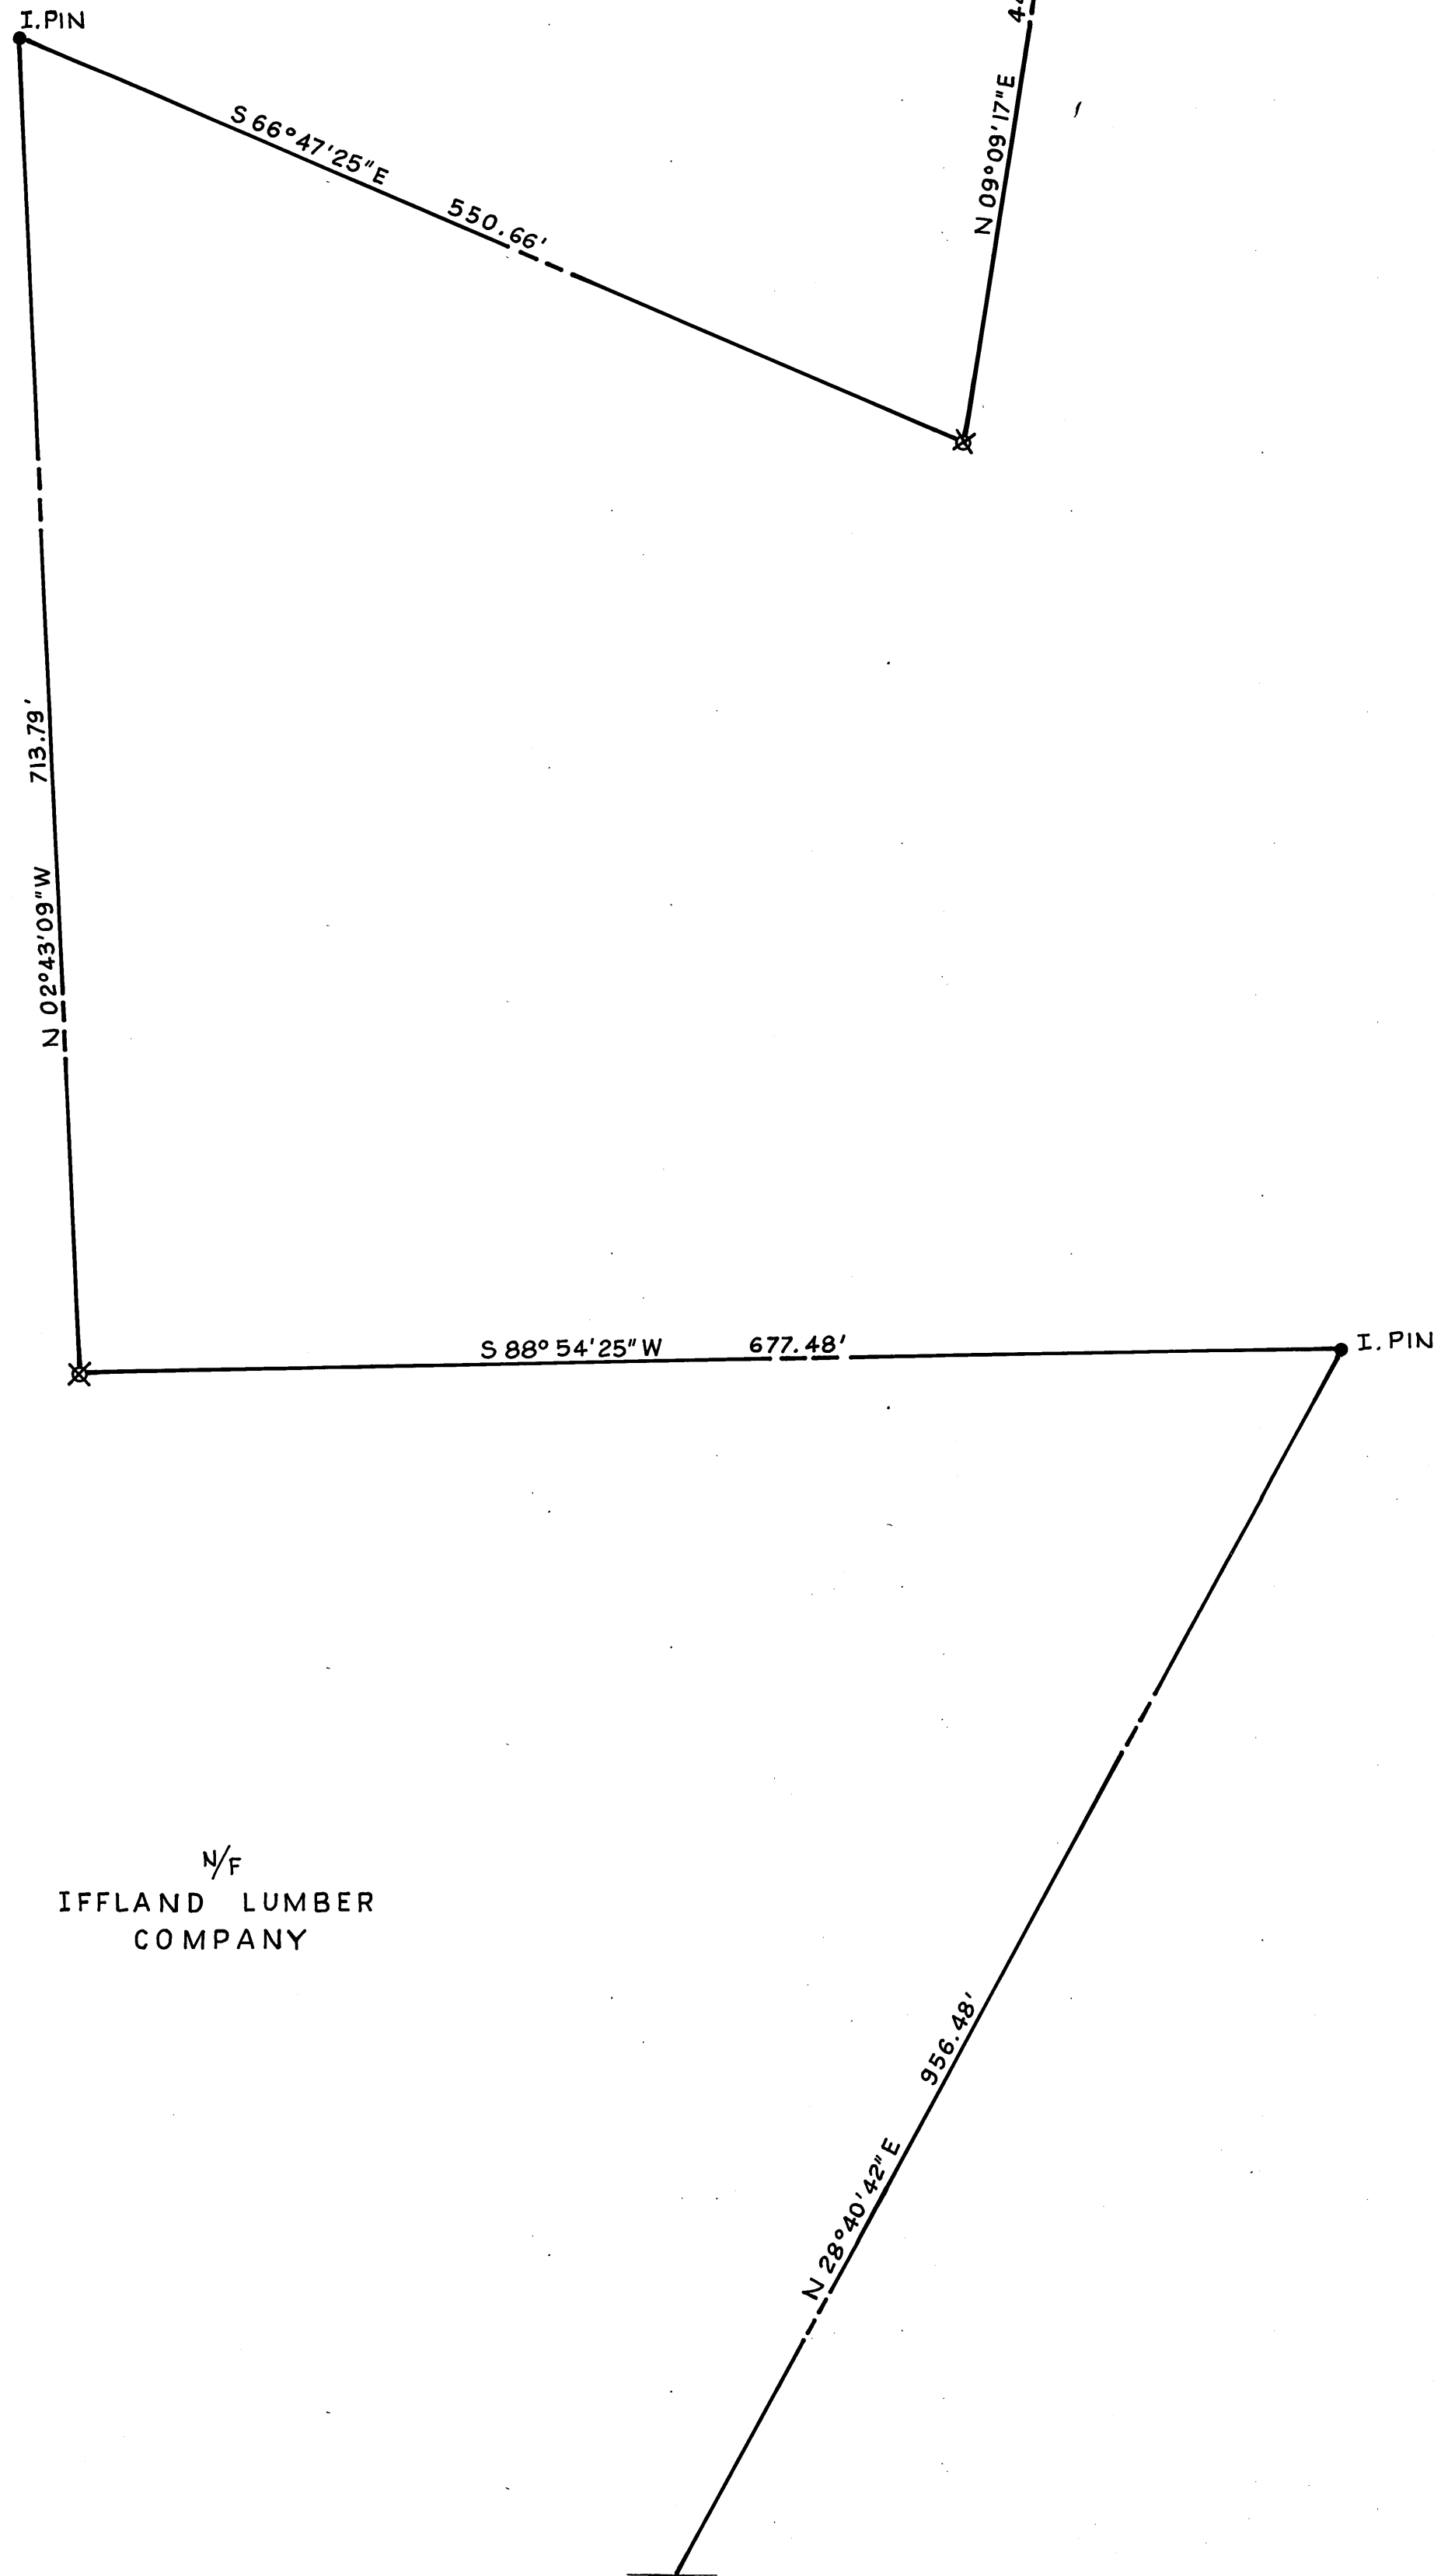 I.PIN
N 09°09'17"E
S 66°47'25"E 550.66'
N 02°43'09"W 713.79'
S 88°54'25"W 677.48'
I. PIN
N/F
IFFLAND LUMBER
COMPANY
N 28°40'42"E 956.48'